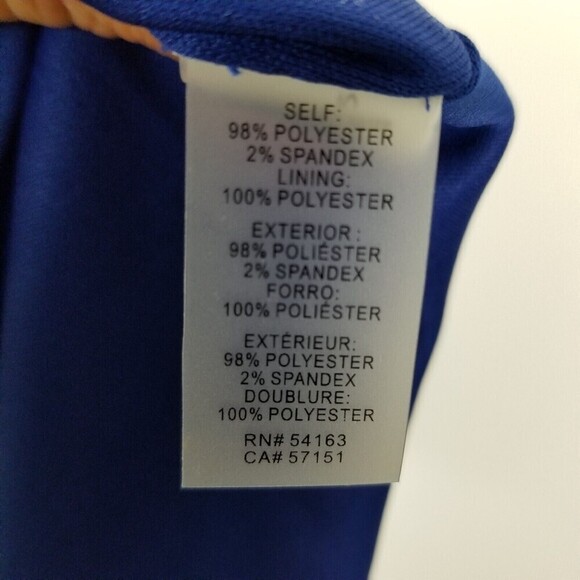 SELF:
98% POLYESTER
2% SPANDEX
LINING:
100% POLYESTER
EXTERIOR:
98% POLIÉSTER
2% SPANDEX
FORRO:
100% POLIÉSTER
EXTÉRIEUR:
98% POLYESTER
2% SPANDEX
DOUBLURE:
100% POLYESTER
RN# 54163
CA# 57151